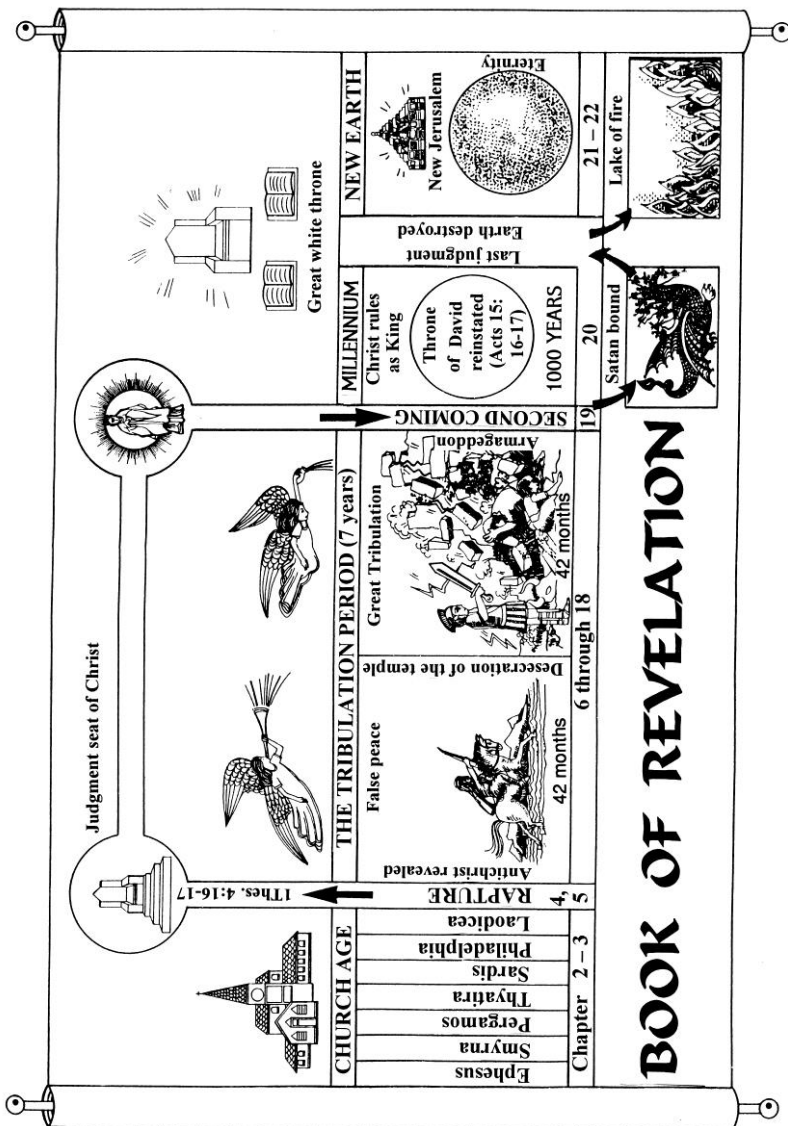 Judgment seat of Christ
1Thes. 4:16-17
Great white throne
CHURCH AGE
Ephesus
Smyrna
Pergamos
Thyatira
Sardis
Philadelphia
Laodicea
Chapter 2 – 3
RAPTURE
4,
5
THE TRIBULATION PERIOD (7 years)
Antichrist revealed
False peace
42 months
Desecration of the temple
Great Tribulation
42 months
Armageddon
6 through 18
SECOND COMING
19
MILLENNIUM
Christ rules
as King
Throne
of David
reinstated
(Acts 15:
16-17)
1000 YEARS
20
Last judgment
Earth destroyed
NEW EARTH
New Jerusalem
Eternity
21 – 22
Satan bound
Lake of fire
BOOK OF REVELATION